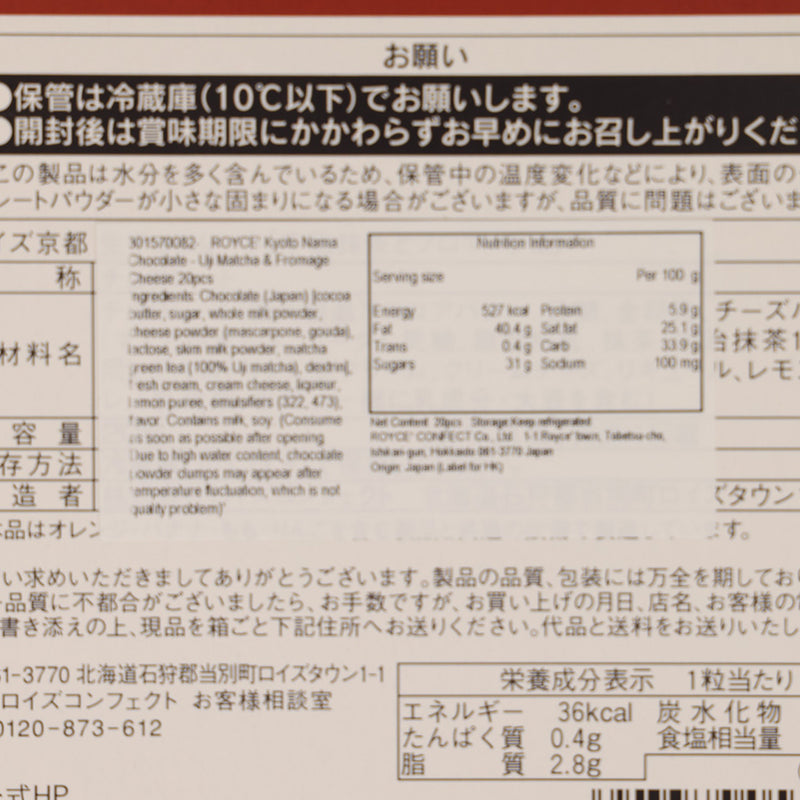 お願い
●保管は冷蔵庫(10℃以下)でお願いします。
●開封後は賞味期限にかかわらずお早めにお召し上がりくだ
この製品は水分を多く含んでいるため、保管中の温度変化などにより、表面の
レートパウダーが小さな固まりになる場合がございますが、品質に問題はございま
イズ京都
称
材料名
容量
存方法
造者
301570082- ROYCE' Kyoto Nama
Chocolate - Uji Matcha & Fromage
Cheese 20pcs
ngredients: Chocolate (Japan) [cocoa
butter, sugar, whole milk powder,
cheese powder (mascarpone, gouda),
lactose, skim milk powder, matcha
green tea (100% Uji matcha), dextrin],
fresh cream, cream cheese, liqueur,
lemon puree, emulsifiers (322, 473),
flavor. Contains milk, soy. (Consume
as soon as possible after opening
Due to high water content, chocolate
powder clumps may appear after
temperature fluctuation, which is not
quality problem)'
Nutrition Information
Serving size Per 100 g
Energy 527 kcal Protein 5.9 g
Fat 40.4 g Sat fat 25.1 g
Trans 0.4 g Carb 33.9 g
Sugars 31 g Sodium 100 mg
Net Content: 20pcs Storage:Keep refrigerated
ROYCE' CONFECT Co., Ltd. 1-1 Royce' town, Tobetsu-cho,
Ishikari-gun, Hokkaido 061-3770 Japan
Origin: Japan (Label for HK)
チーズパ
台抹茶1
ル、レモ
ズタウン
本品はオレン
す。
い求めいただきましてありがとうございます。製品の品質、包装には万全を期してお
品質に不都合がございましたら、お手数ですが、お買い上げの月日、店名、お客様の
書き添えの上、現品を箱ごと下記住所へお送りください。代品と送料をお送りいたし
61-3770 北海道石狩郡当別町ロイズタウン1-1
ロイズコンフェクト お客様相談室
0120-873-612
公式HP
栄養成分表示 1粒当たり
エネルギー 36kcal 炭水化物
たんぱく質 0.4g 食塩相当量
脂質 2.8g